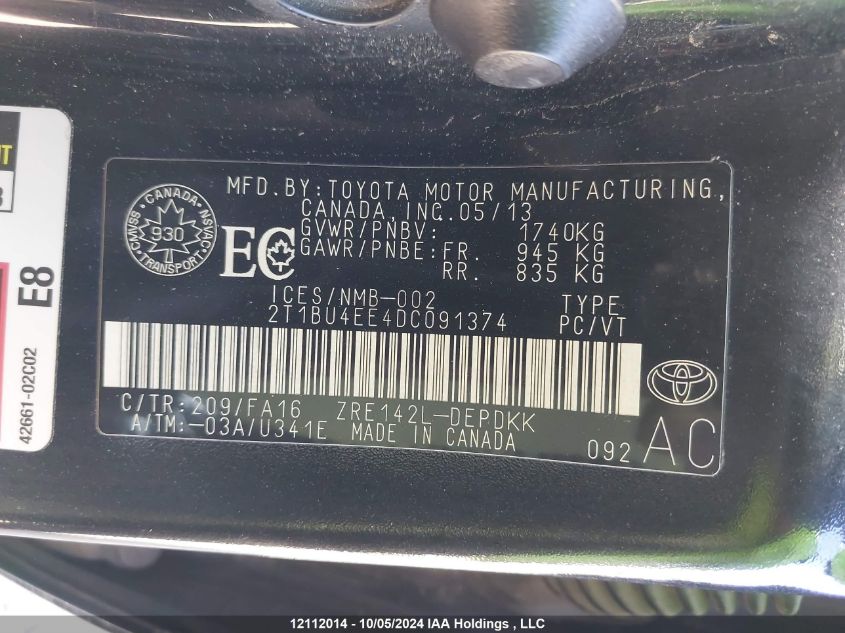 MFD.BY:TOYOTA MOTOR MANUFACTURING,
CANADA, INC.05/13
GVWR/PNBV: 1740KG
GAWR/PNBE:FR. 945 KG
RR. 835 KG
CANADA
CMVSS
NSVAC
930
TRANSPORT
EC
ICES/NMB-002
TYPE
2T1BU4EE4DC091374
PC/VT
C/TR:209/FA16 ZRE142L-DEPDKK
A/TM:-03A/U341E MADE IN CANADA
092 AC
E8
42661-02C02
12112014 - 10/05/2024 IAA Holdings , LLC